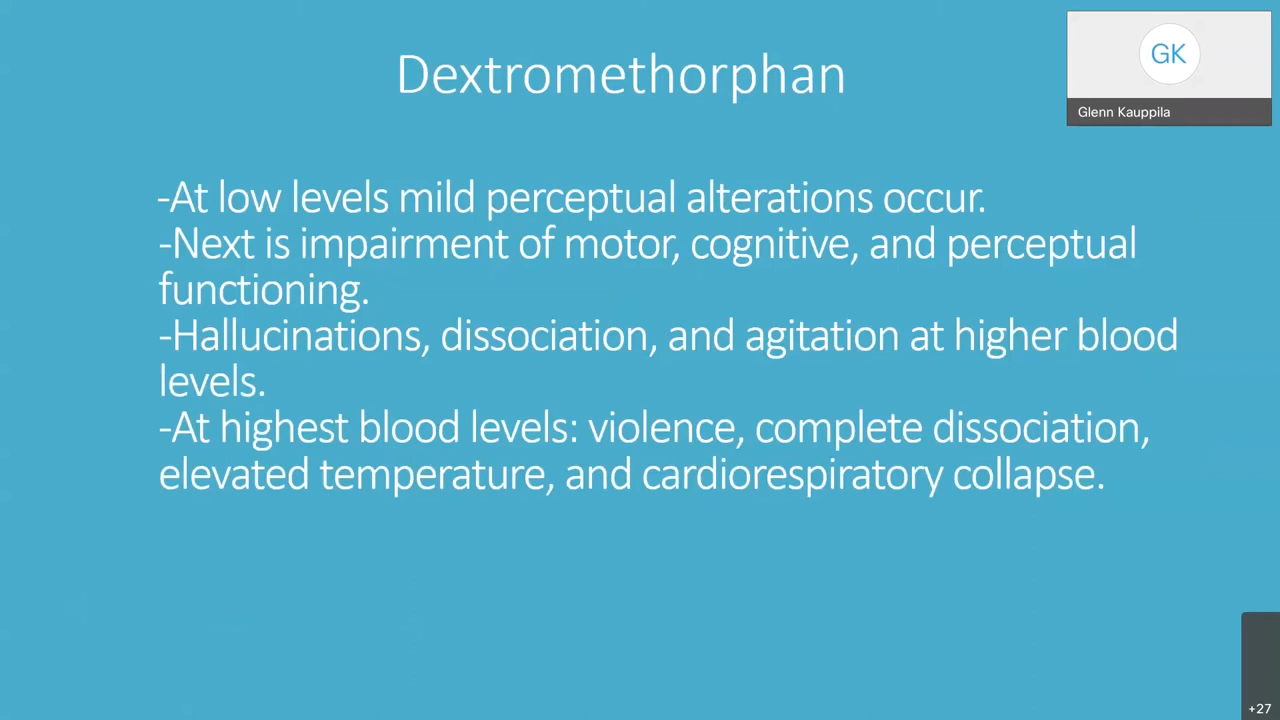 Dextromethorphan
GK
Glenn Kauppila
-At low levels mild perceptual alterations occur.
-Next is impairment of motor, cognitive, and perceptual
functioning.
-Hallucinations, dissociation, and agitation at higher blood
levels.
-At highest blood levels: violence, complete dissociation,
elevated temperature, and cardiorespiratory collapse.
+27